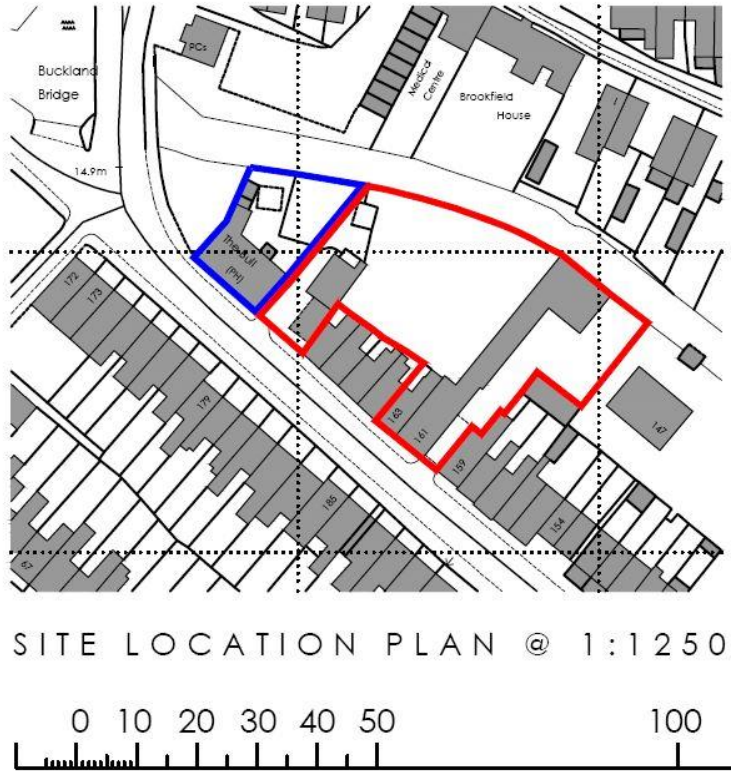 PCs
Buckland
Bridge
Medical
Centre
Brookfield
House
1
14.9m
The Bull
(PH)
172
173
179
185
67
163
161
159
154
147
SITE LOCATION PLAN @ 1:1250
0 10 20 30 40 50 100